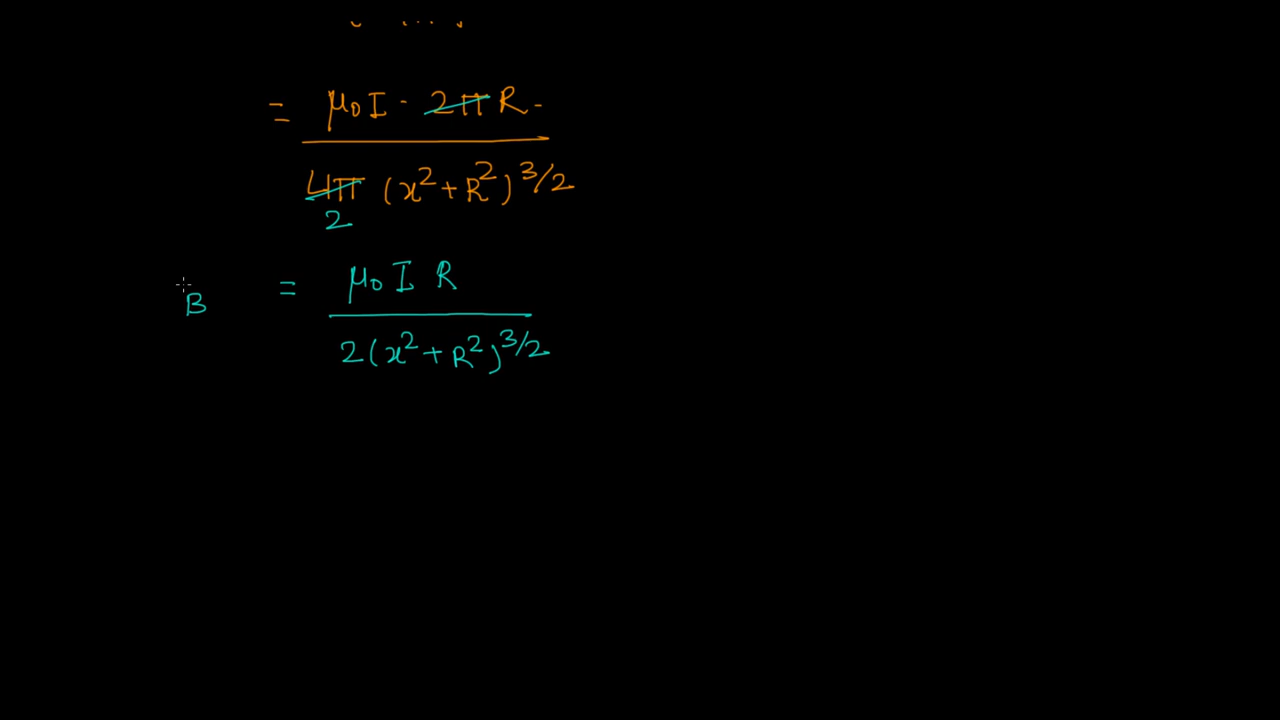 = μ₀I · 2π R ·
4π (x² + R²)^3/2
2
B = μ₀ I R
2(x² + R²)^3/2